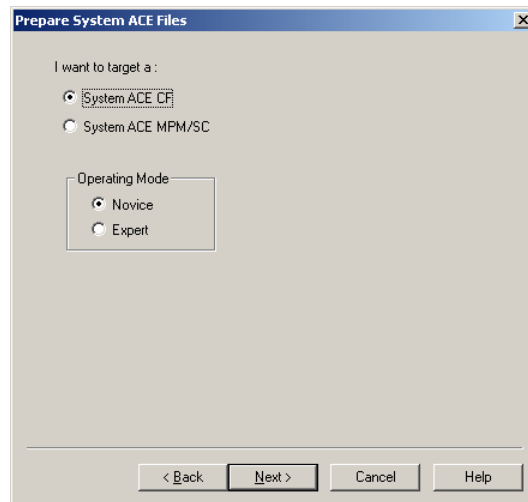 Prepare System ACE Files
I want to target a :
System ACE CF
System ACE MPM/SC
Operating Mode
Novice
Expert
< Back Next > Cancel Help